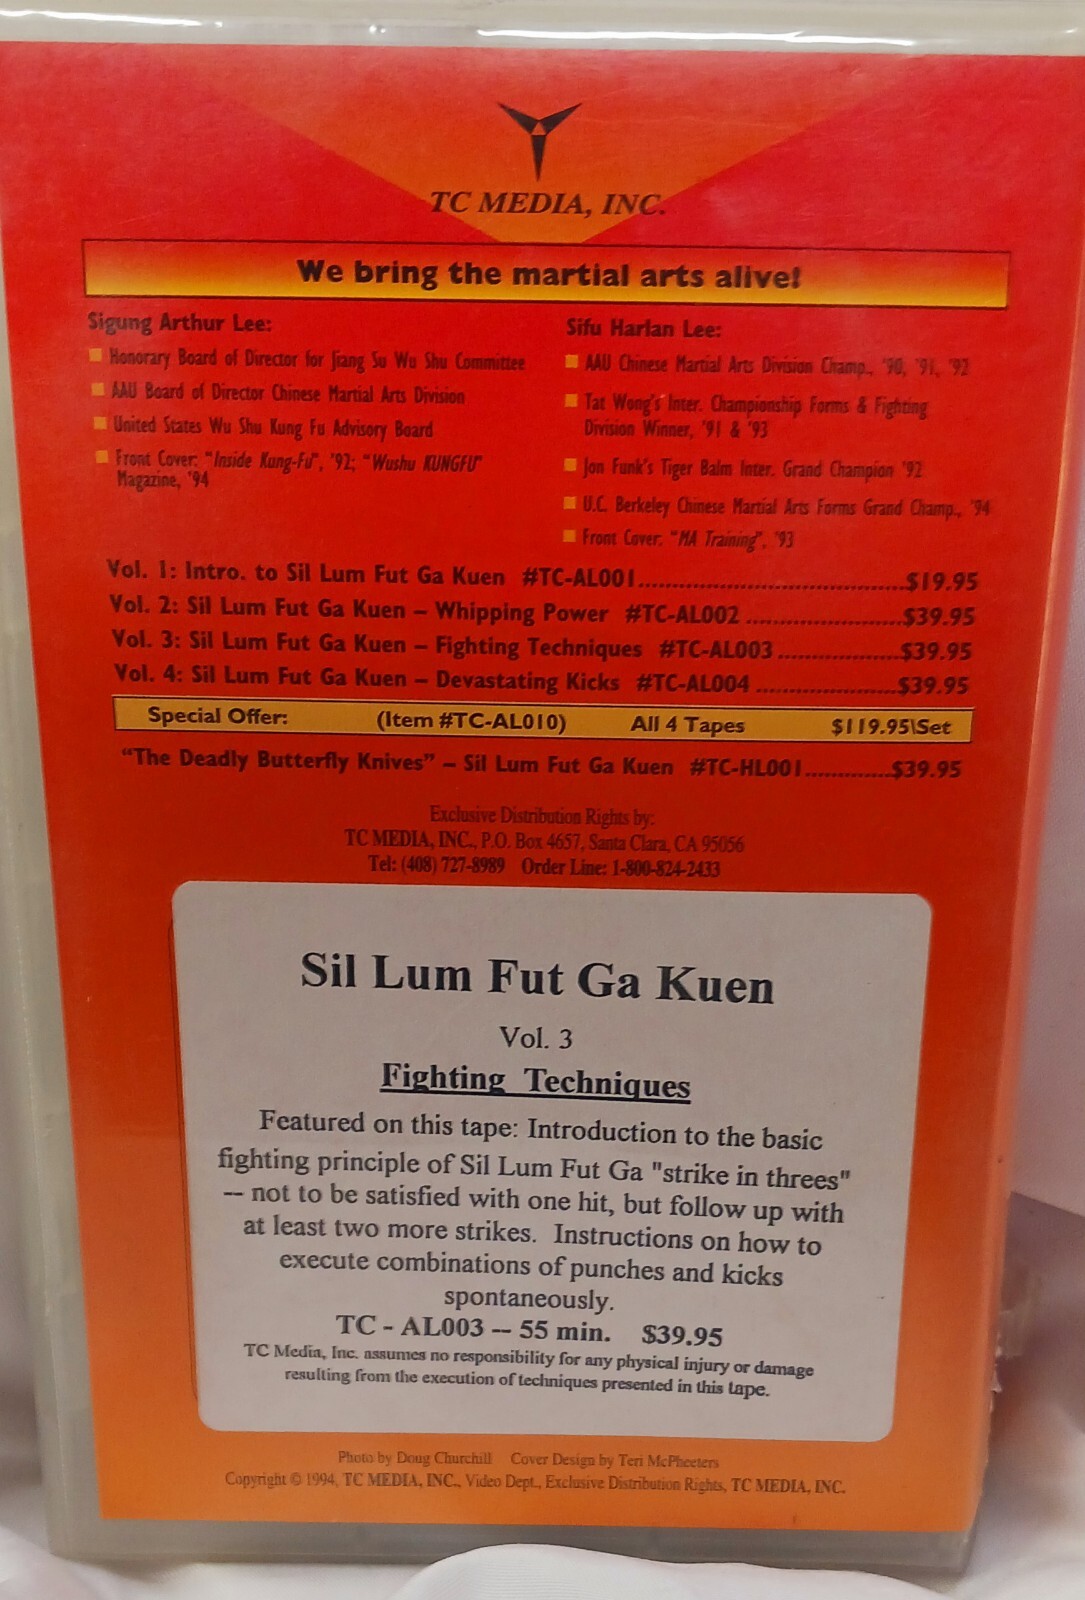 TC MEDIA, INC.
We bring the martial arts alive!
Sigung Arthur Lee:
Honorary Board of Director for Jiang Su Wu Shu Committee
AAU Board of Director Chinese Martial Arts Division
United States Wu Shu Kung Fu Advisory Board
Front Cover: "Inside Kung-Fu", '92; "Wushu KUNGFU"
Magazine, '94
Sifu Harlan Lee:
AAU Chinese Martial Arts Division Champ., '90, '91, '92
Tat Wong's Inter. Championship Forms & Fighting
Division Winner, '91 & '93
Jon Funk's Tiger Balm Inter. Grand Champion '92
U.C. Berkeley Chinese Martial Arts Forms Grand Champ., '94
Front Cover: "MA Training", '93
Vol. 1: Intro. to Sil Lum Fut Ga Kuen #TC-AL001.......................................$19.95
Vol. 2: Sil Lum Fut Ga Kuen – Whipping Power #TC-AL002 .......................$39.95
Vol. 3: Sil Lum Fut Ga Kuen – Fighting Techniques #TC-AL003 ..................$39.95
Vol. 4: Sil Lum Fut Ga Kuen – Devastating Kicks #TC-AL004 .....................$39.95
Special Offer: (Item #TC-AL010) All 4 Tapes $119.95\Set
"The Deadly Butterfly Knives" – Sil Lum Fut Ga Kuen #TC-HL001.............$39.95
Exclusive Distribution Rights by:
TC MEDIA, INC., P.O. Box 4657, Santa Clara, CA 95056
Tel: (408) 727-8989 Order Line: 1-800-824-2433
Sil Lum Fut Ga Kuen
Vol. 3
Fighting Techniques
Featured on this tape: Introduction to the basic
fighting principle of Sil Lum Fut Ga "strike in threes"
-- not to be satisfied with one hit, but follow up with
at least two more strikes. Instructions on how to
execute combinations of punches and kicks
spontaneously.
TC - AL003 -- 55 min. $39.95
TC Media, Inc. assumes no responsibility for any physical injury or damage
resulting from the execution of techniques presented in this tape.
Photo by Doug Churchill Cover Design by Teri McPheeters
Copyright © 1994, TC MEDIA, INC., Video Dept., Exclusive Distribution Rights, TC MEDIA, INC.